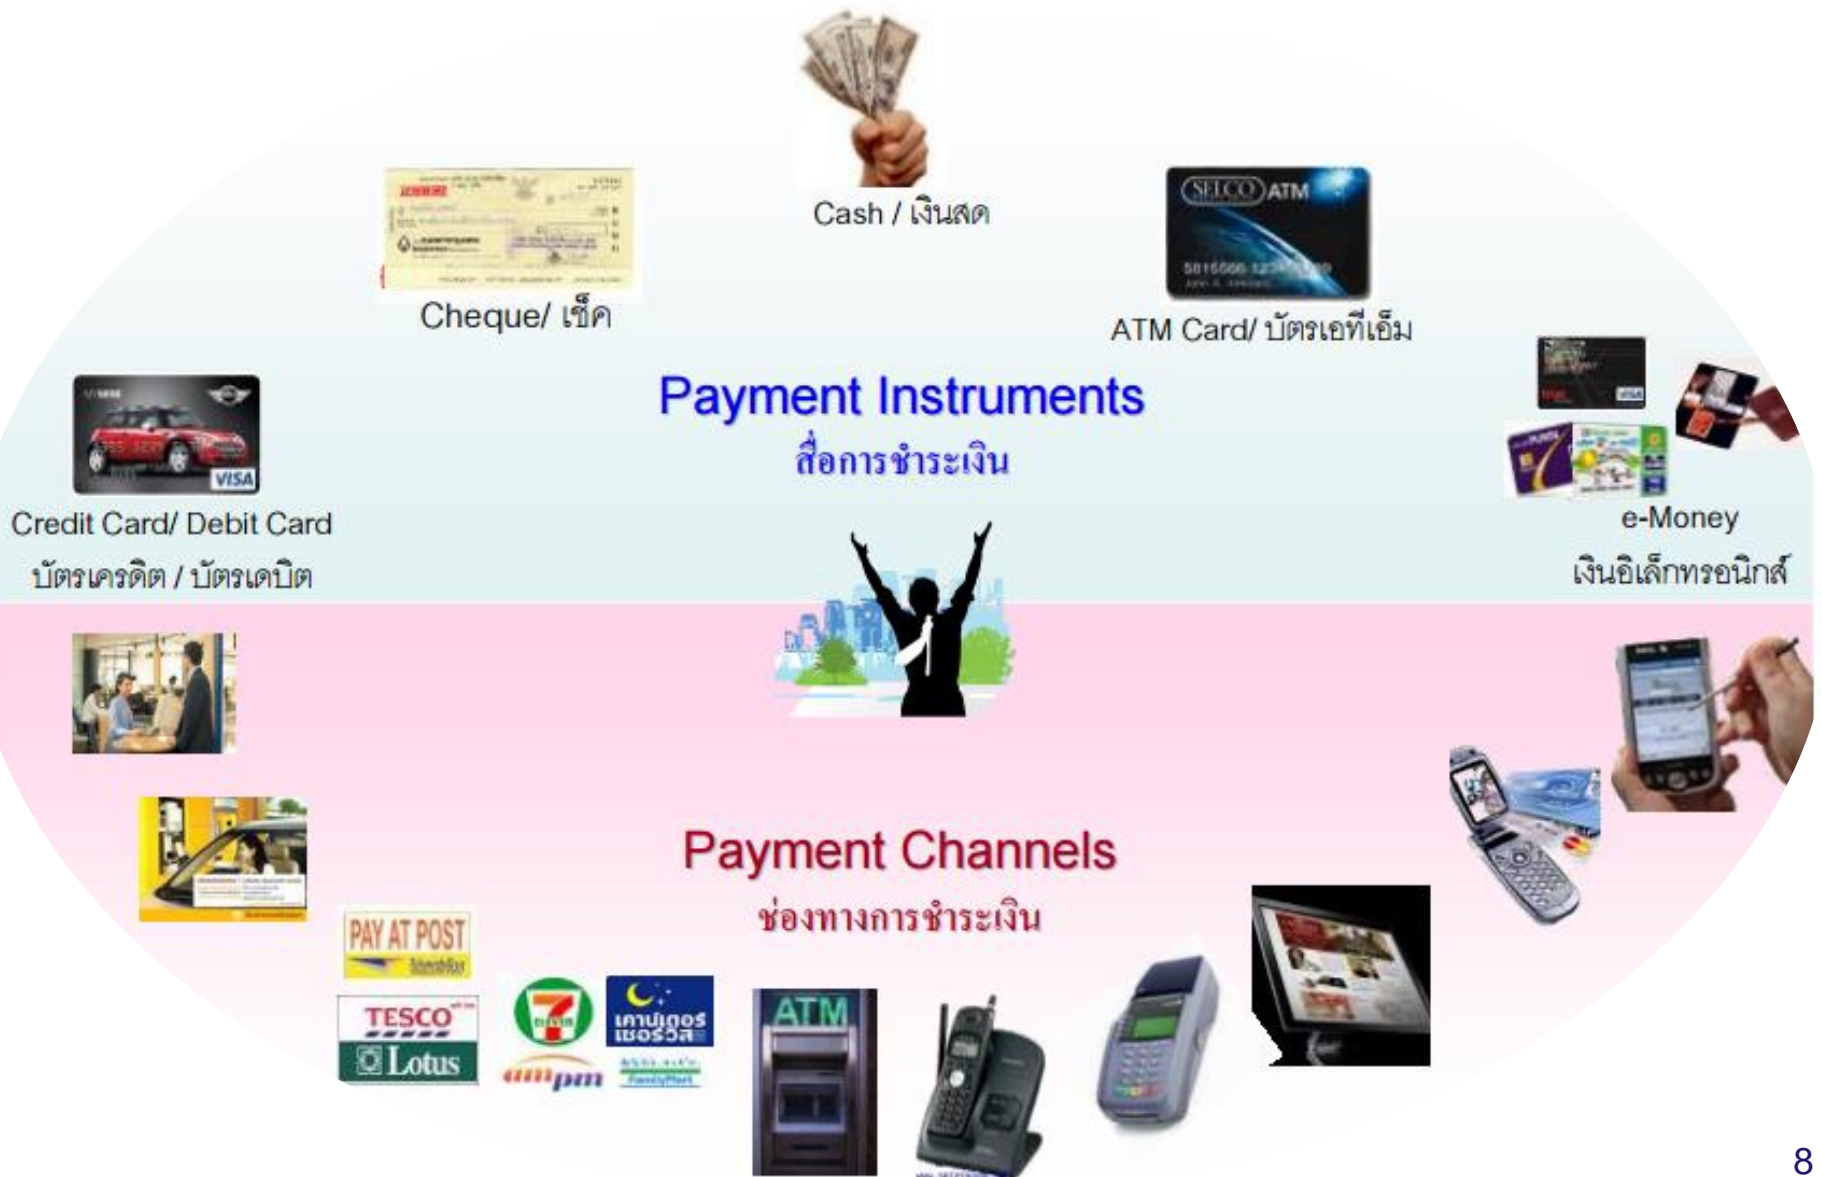 Cash / เงินสด
Cheque/ เช็ค
SELCO ATM
ATM Card/ บัตรเอทีเอ็ม
Payment Instruments
สื่อการชำระเงิน
VISA
Credit Card/ Debit Card
บัตรเครดิต / บัตรเดบิต
VISA
e-Money
เงินอิเล็กทรอนิกส์
Payment Channels
ช่องทางการชำระเงิน
PAY AT POST
TESCO
Lotus
7
ELEVEN
เคาน์เตอร์
เซอร์วิส
ampm
FamilyMart
ATM
8